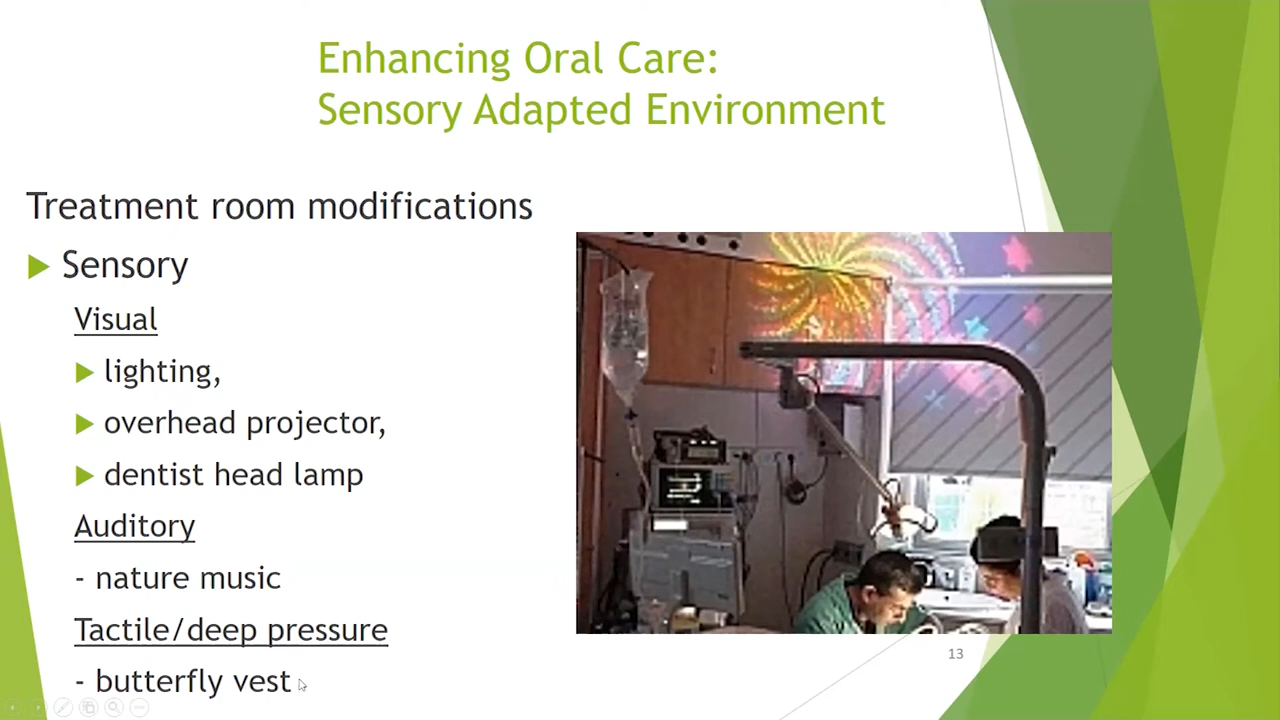 Enhancing Oral Care:
Sensory Adapted Environment
Treatment room modifications
Sensory
Visual
lighting,
overhead projector,
dentist head lamp
Auditory
- nature music
Tactile/deep pressure
- butterfly vest
13